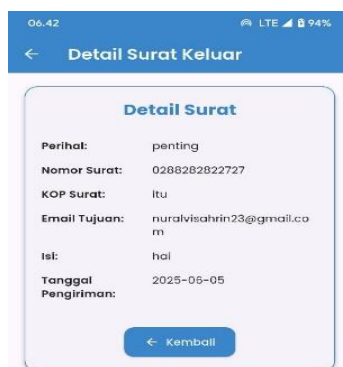 06.42 LTE 94%
← Detail Surat Keluar
Detail Surat
Perihal: penting
Nomor Surat: 0288282822727
KOP Surat: itu
Email Tujuan: nuralvisahrin23@gmail.co
m
Isi: hai
Tanggal 2025-06-05
Pengiriman:
← Kembali